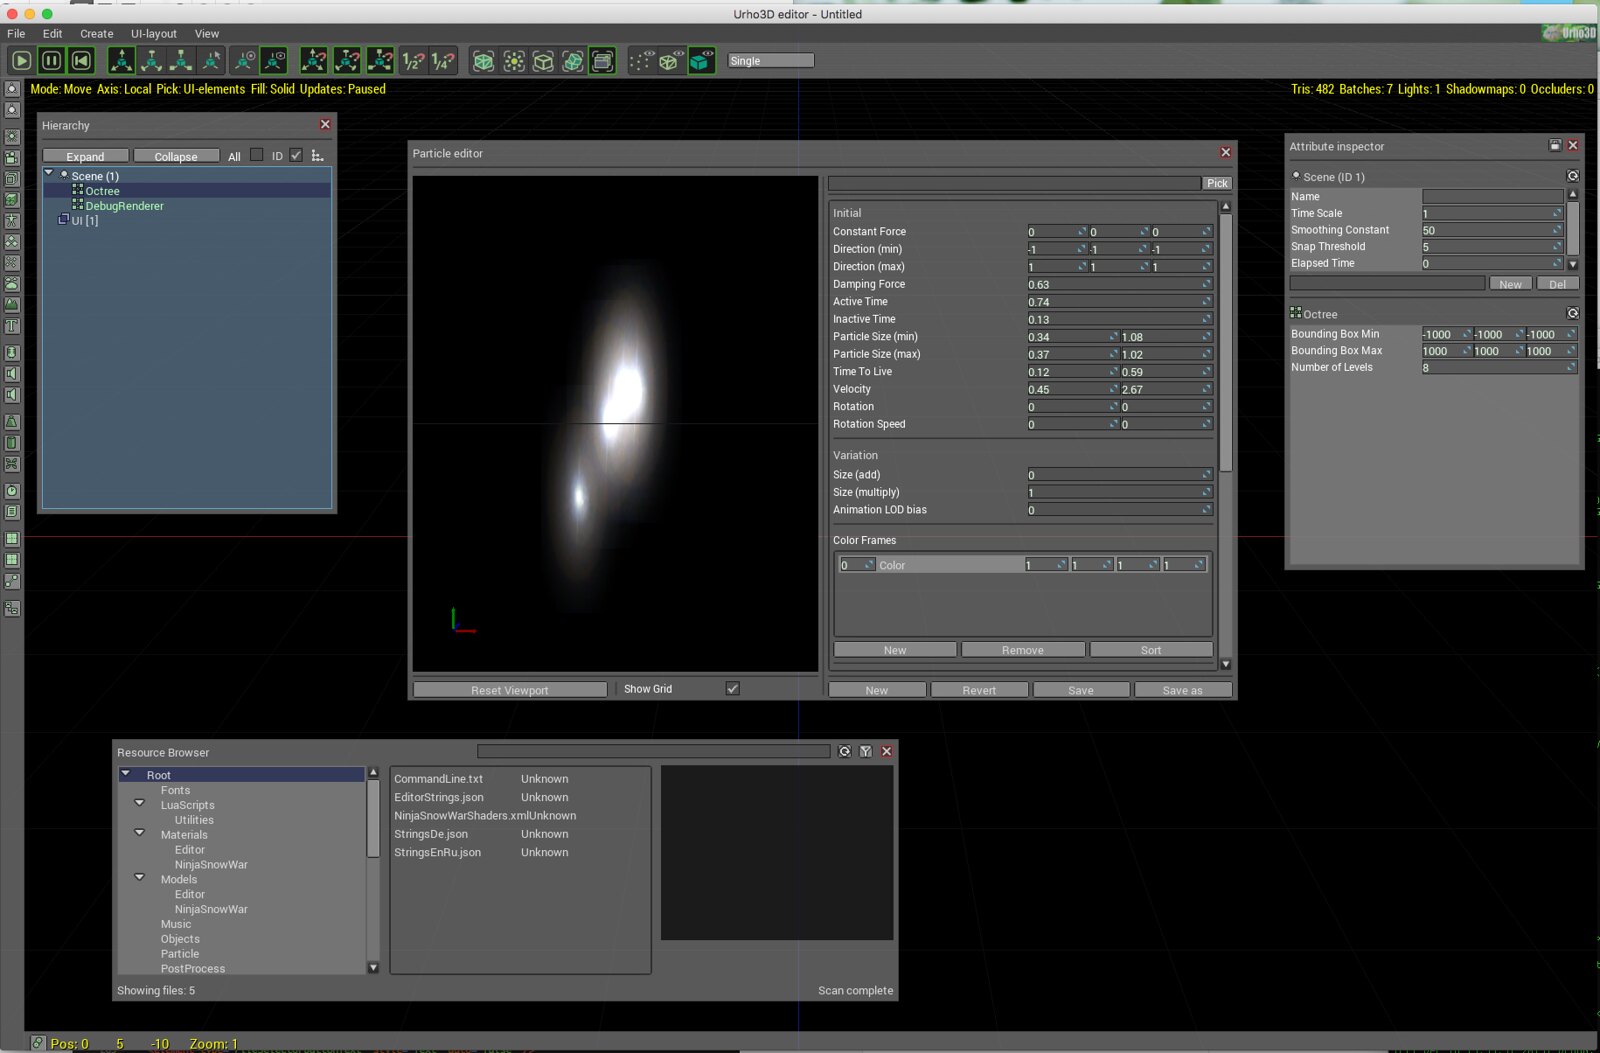 Urho3D editor - Untitled
File Edit Create UI-layout View
Urho3D
1/2? 1/4? Single
Mode: Move Axis: Local Pick: UI-elements Fill: Solid Updates: Paused
Tris: 482 Batches: 7 Lights: 1 Shadowmaps: 0 Occluders: 0
Hierarchy
Expand Collapse All ID
Scene (1)
Octree
DebugRenderer
UI [1]
Particle editor
Pick
Initial
Constant Force 0 0 0
Direction (min) -1 -1 -1
Direction (max) 1 1 1
Damping Force 0.63
Active Time 0.74
Inactive Time 0.13
Particle Size (min) 0.34 1.08
Particle Size (max) 0.37 1.02
Time To Live 0.12 0.59
Velocity 0.45 2.67
Rotation 0 0
Rotation Speed 0 0
Variation
Size (add) 0
Size (multiply) 1
Animation LOD bias 0
Color Frames
0 Color 1 1 1 1
New Remove Sort
Reset Viewport Show Grid
New Revert Save Save as
Attribute inspector
Scene (ID 1)
Name
Time Scale 1
Smoothing Constant 50
Snap Threshold 5
Elapsed Time 0
New Del
Octree
Bounding Box Min -1000 -1000 -1000
Bounding Box Max 1000 1000 1000
Number of Levels 8
Resource Browser
Root
Fonts
LuaScripts
Utilities
Materials
Editor
NinjaSnowWar
Models
Editor
NinjaSnowWar
Music
Objects
Particle
PostProcess
CommandLine.txt Unknown
EditorStrings.json Unknown
NinjaSnowWarShaders.xmlUnknown
StringsDe.json Unknown
StringsEnRu.json Unknown
Showing files: 5
Scan complete
Pos: 0 5 -10 Zoom: 1